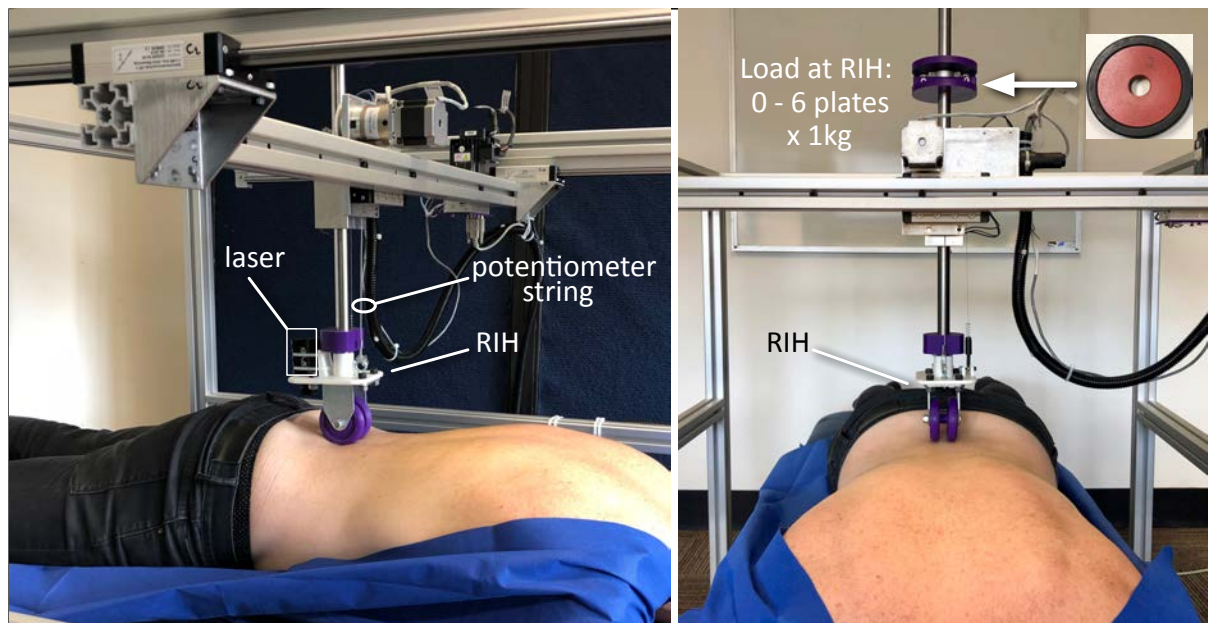 laser
potentiometer
string
RIH
Load at RIH:
0 - 6 plates
x 1kg
RIH